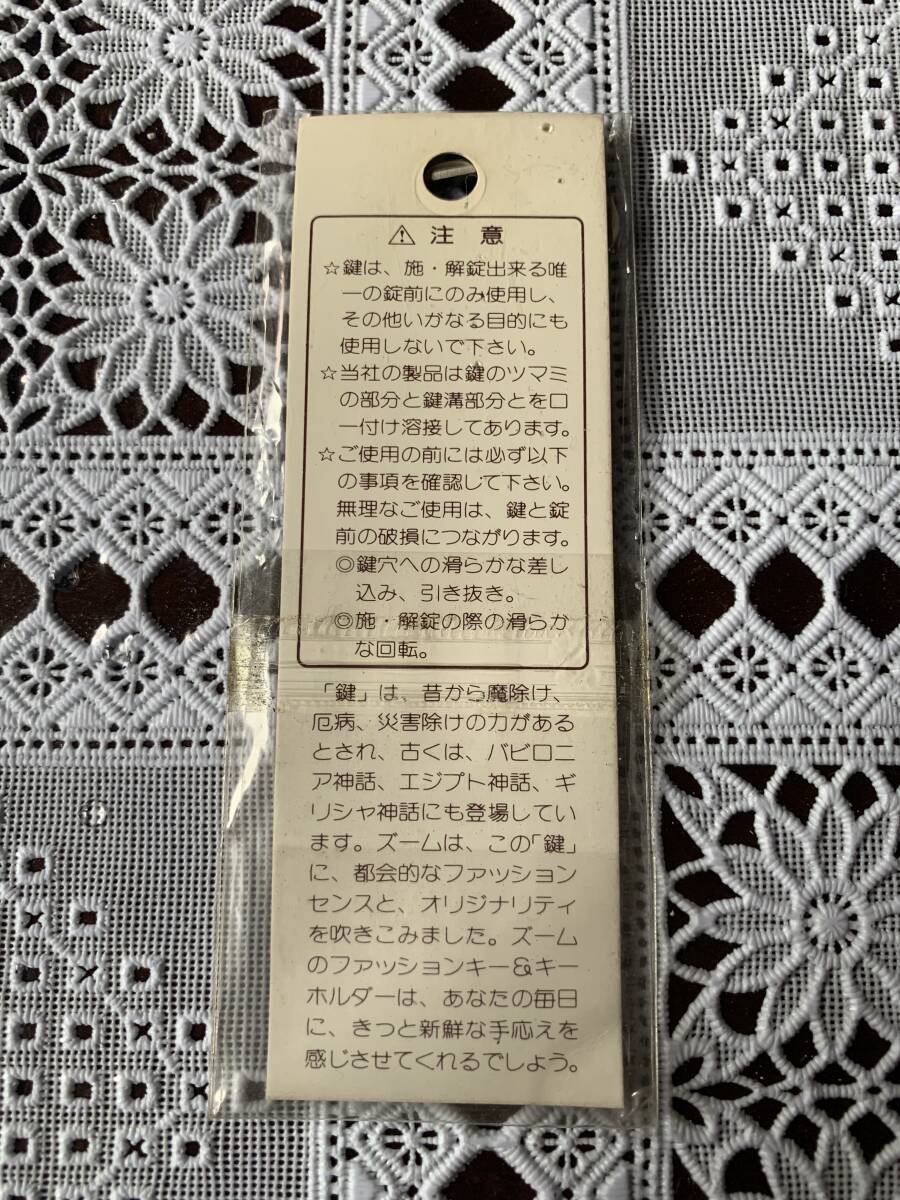 ⚠ 注意
☆鍵は、施・解錠出来る唯
一の錠前にのみ使用し、
その他いがなる目的にも
使用しないで下さい。
☆当社の製品は鍵のツマミ
の部分と鍵溝部分とを口
一付け溶接してあります。
☆ご使用の前には必ず以下
の事項を確認して下さい。
無理なご使用は、鍵と錠
前の破損につながります。
◎鍵穴への滑らかな差し
込み、引き抜き。
◎施・解錠の際の滑らか
な回転。
「鍵」は、昔から魔除け、
厄病、災害除けの力がある
とされ、古くは、バビロニ
ア神話、エジプト神話、ギ
リシャ神話にも登場してい
ます。ズームは、この「鍵」
に、都会的なファッション
センスと、オリジナリティ
を吹きこみました。ズーム
のファッションキー&キー
ホルダーは、あなたの毎日
に、きっと新鮮な手応えを
感じさせてくれるでしょう。